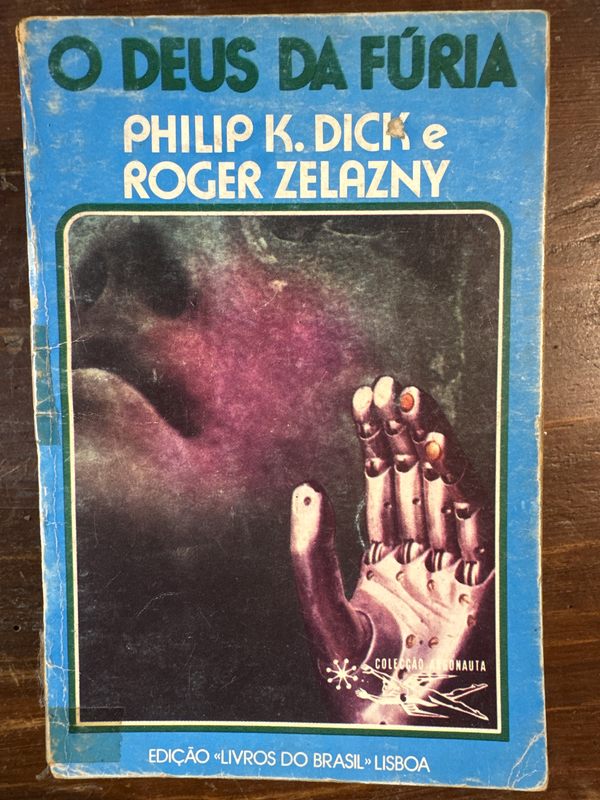 O DEUS DA FÚRIA
PHILIP K. DICK e
ROGER ZELAZNY
COLECÇÃO ARGONAUTA
EDIÇÃO «LIVROS DO BRASIL» LISBOA